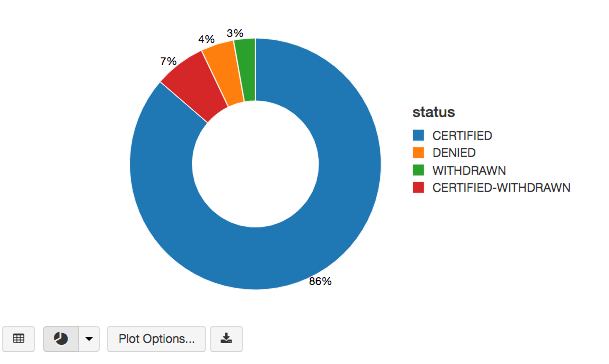 3%
4%
7%
86%
status
CERTIFIED
DENIED
WITHDRAWN
CERTIFIED-WITHDRAWN
Plot Options...